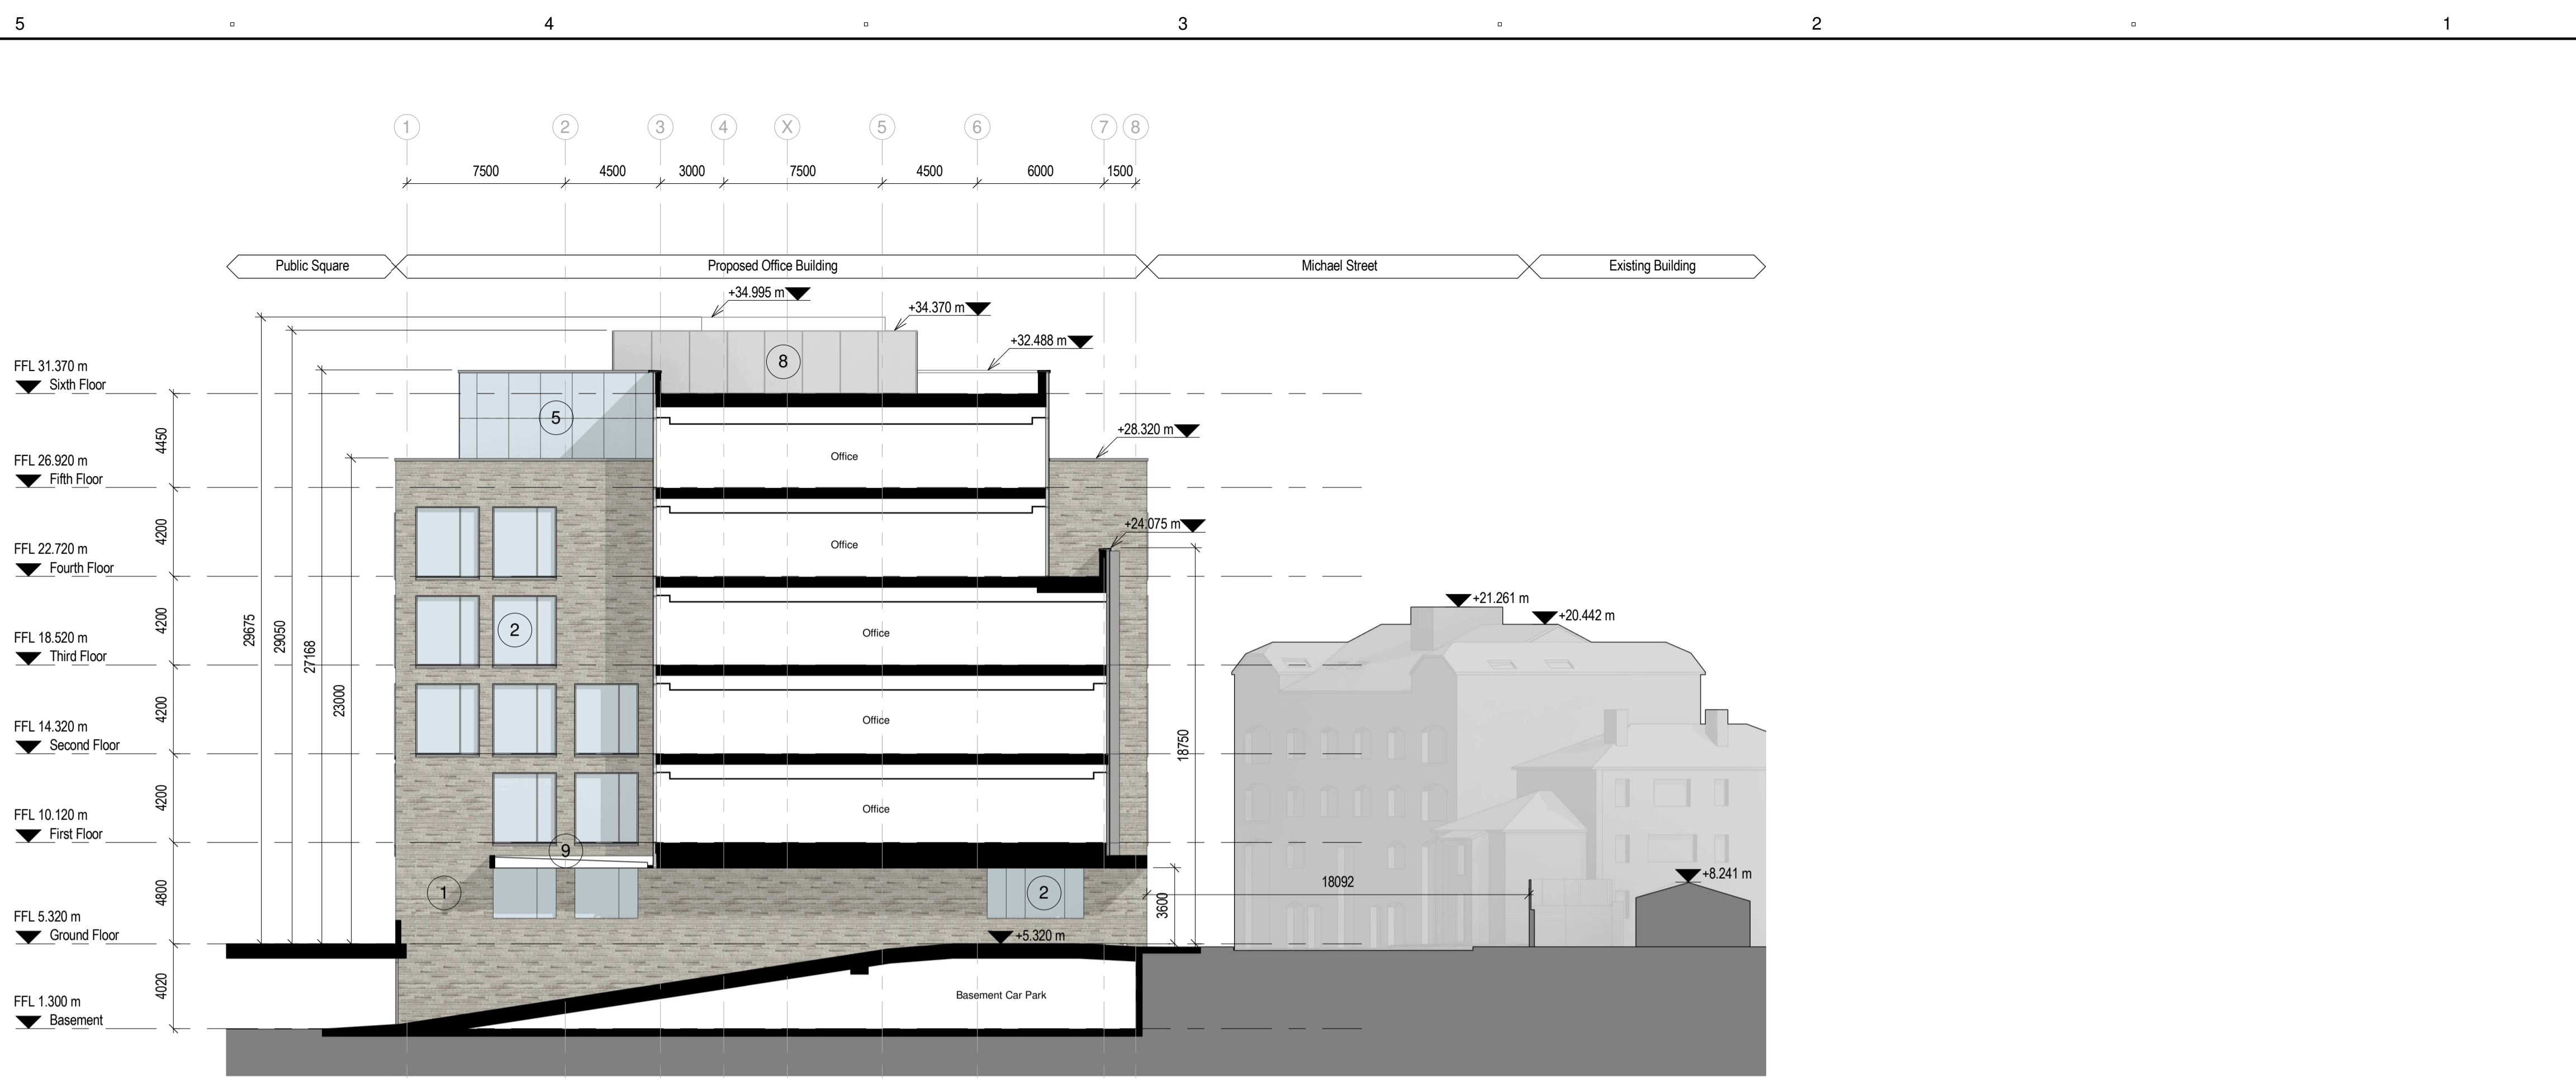 5 4 3 2 1
1 2 3 4 X 5 6 7 8
7500 4500 3000 7500 4500 6000 1500
Public Square Proposed Office Building Michael Street Existing Building
+34.995 m
+34.370 m
+32.488 m
FFL 31.370 m
Sixth Floor
8
5
4450
+28.320 m
FFL 26.920 m
Fifth Floor
Office
4200
+24.075 m
FFL 22.720 m
Fourth Floor
Office
+21.261 m
+20.442 m
4200
29675
29050
27168
23000
2
Office
FFL 18.520 m
Third Floor
4200
Office
18750
FFL 14.320 m
Second Floor
4200
Office
FFL 10.120 m
First Floor
9
4800
1
2
3600
18092
+8.241 m
FFL 5.320 m
Ground Floor
+5.320 m
4020
Basement Car Park
FFL 1.300 m
Basement